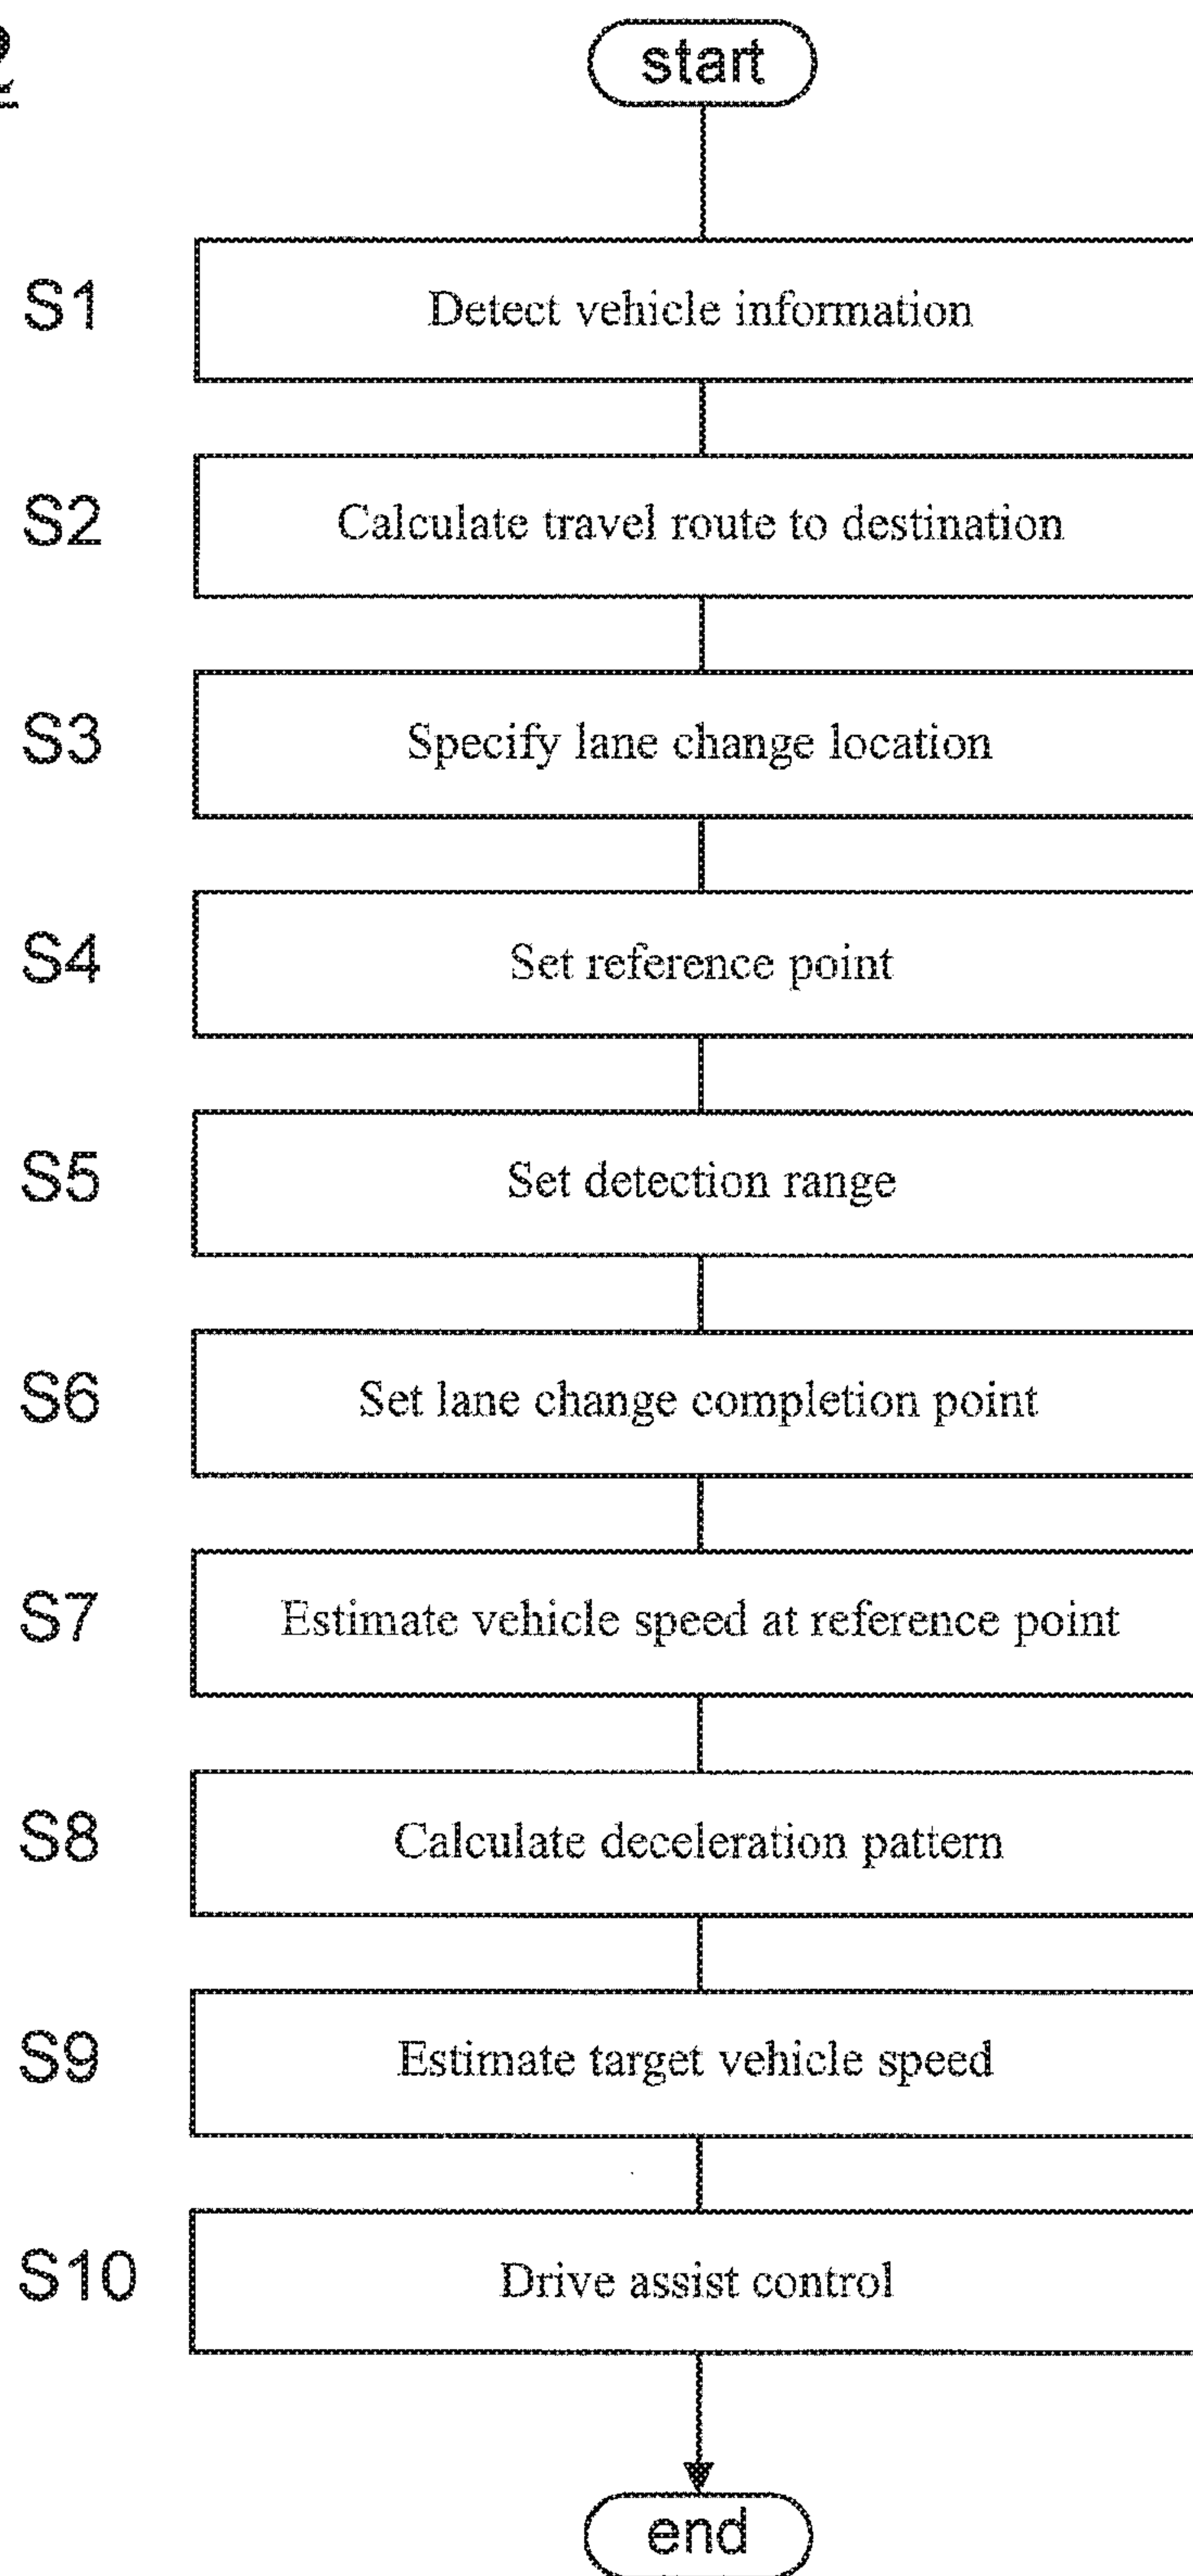 2
start
S1 Detect vehicle information
S2 Calculate travel route to destination
S3 Specify lane change location
S4 Set reference point
S5 Set detection range
S6 Set lane change completion point
S7 Estimate vehicle speed at reference point
S8 Calculate deceleration pattern
S9 Estimate target vehicle speed
S10 Drive assist control
end